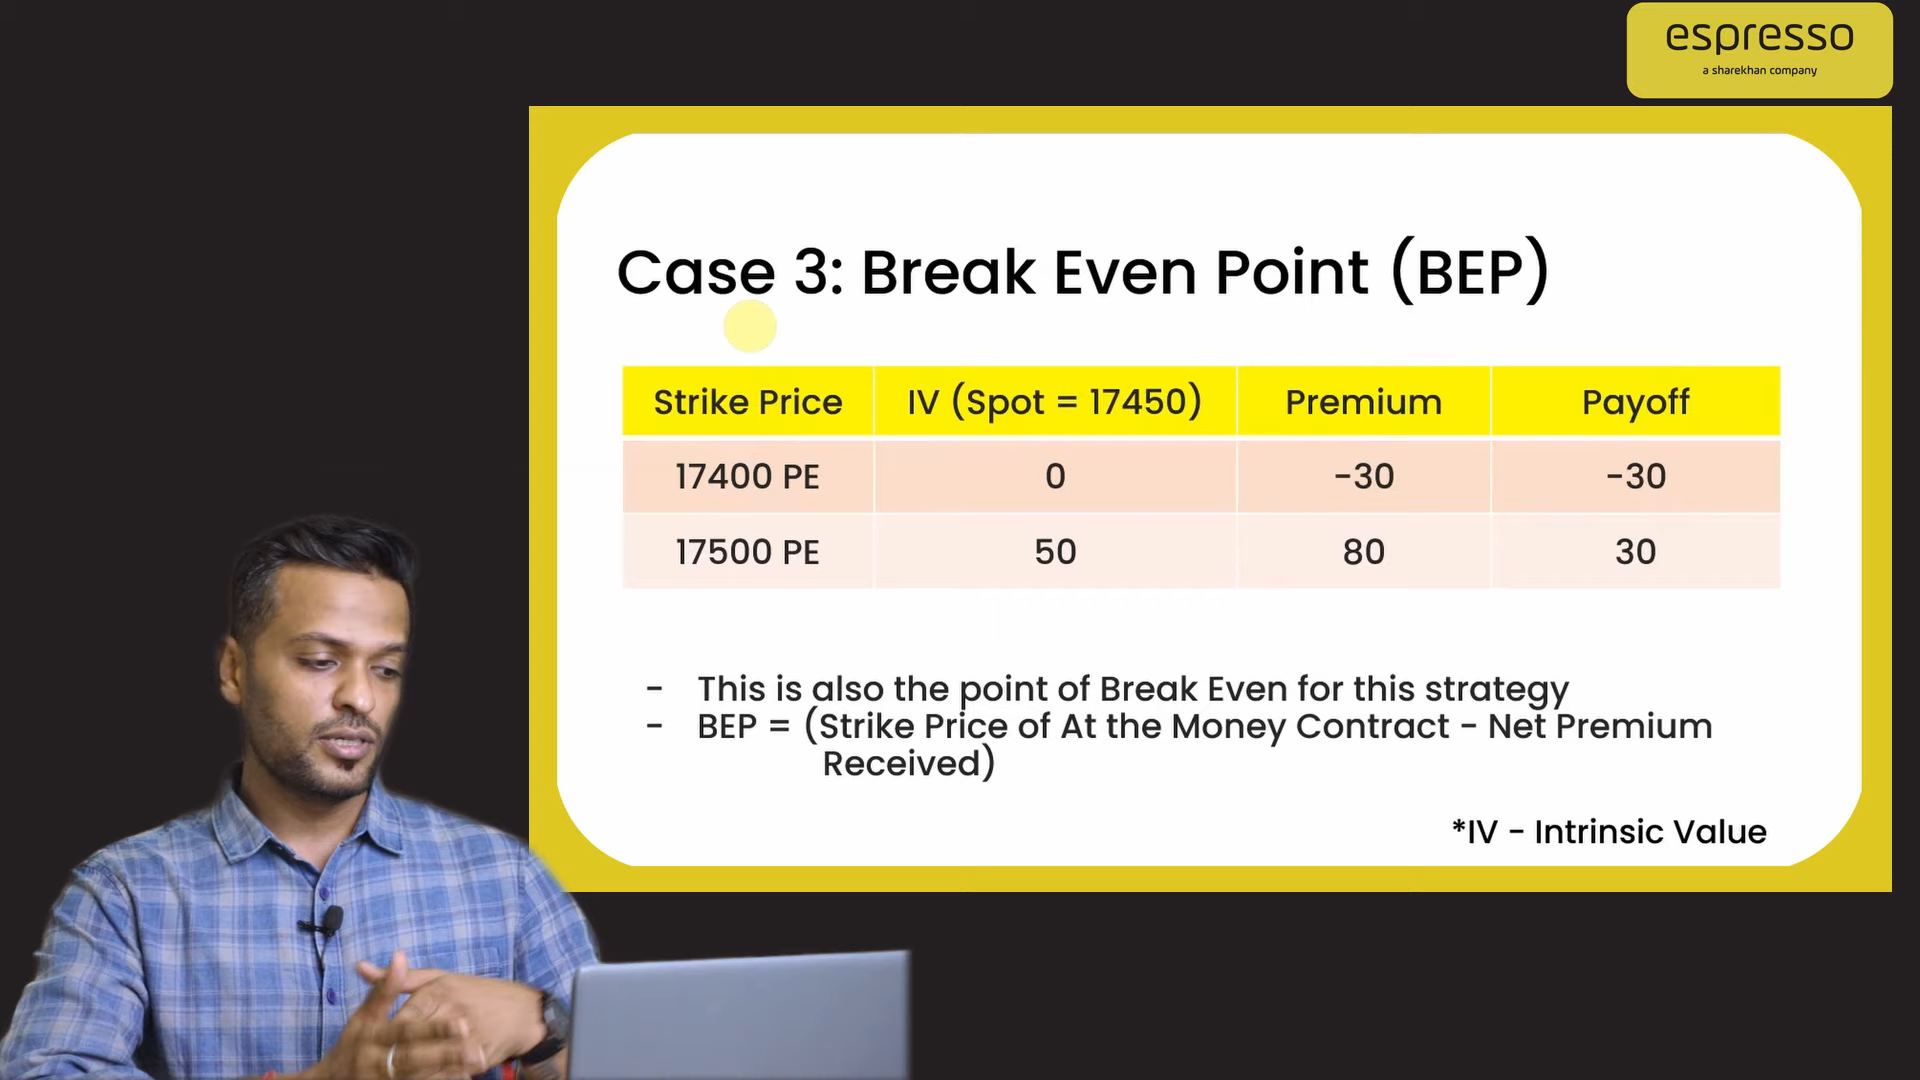 espresso
a sharekhan company
Case 3: Break Even Point (BEP)
Strike Price IV (Spot = 17450) Premium Payoff
17400 PE 0 -30 -30
17500 PE 50 80 30
- This is also the point of Break Even for this strategy
- BEP = (Strike Price of At the Money Contract - Net Premium
Received)
*IV - Intrinsic Value